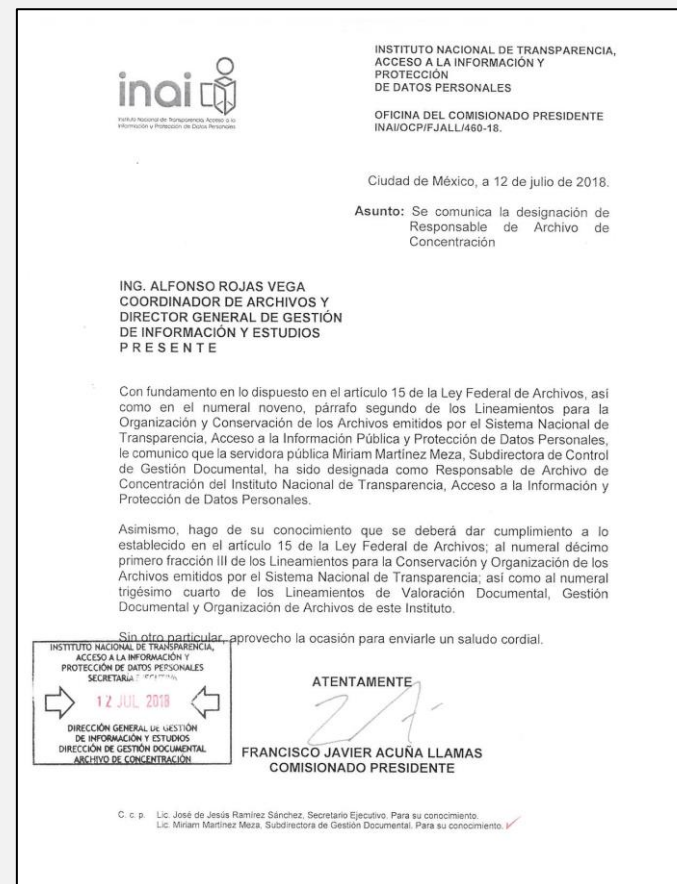 inai
Instituto Nacional de Transparencia, Acceso a la
Información y Protección de Datos Personales
INSTITUTO NACIONAL DE TRANSPARENCIA,
ACCESO A LA INFORMACIÓN Y
PROTECCIÓN
DE DATOS PERSONALES
OFICINA DEL COMISIONADO PRESIDENTE
INAI/OCP/FJALL/460-18.
Ciudad de México, a 12 de julio de 2018.
Asunto: Se comunica la designación de
Responsable de Archivo de
Concentración
ING. ALFONSO ROJAS VEGA
COORDINADOR DE ARCHIVOS Y
DIRECTOR GENERAL DE GESTIÓN
DE INFORMACIÓN Y ESTUDIOS
P R E S E N T E
Con fundamento en lo dispuesto en el artículo 15 de la Ley Federal de Archivos, así
como en el numeral noveno, párrafo segundo de los Lineamientos para la
Organización y Conservación de los Archivos emitidos por el Sistema Nacional de
Transparencia, Acceso a la Información Pública y Protección de Datos Personales,
le comunico que la servidora pública Miriam Martínez Meza, Subdirectora de Control
de Gestión Documental, ha sido designada como Responsable de Archivo de
Concentración del Instituto Nacional de Transparencia, Acceso a la Información y
Protección de Datos Personales.
Asimismo, hago de su conocimiento que se deberá dar cumplimiento a lo
establecido en el artículo 15 de la Ley Federal de Archivos; al numeral décimo
primero fracción III de los Lineamientos para la Conservación y Organización de los
Archivos emitidos por el Sistema Nacional de Transparencia; así como al numeral
trigésimo cuarto de los Lineamientos de Valoración Documental, Gestión
Documental y Organización de Archivos de este Instituto.
Sin otro particular, aprovecho la ocasión para enviarle un saludo cordial.
INSTITUTO NACIONAL DE TRANSPARENCIA,
ACCESO A LA INFORMACIÓN Y
PROTECCIÓN DE DATOS PERSONALES
SECRETARÍA
12 JUL 2018
DIRECCIÓN GENERAL DE GESTIÓN
DE INFORMACIÓN Y ESTUDIOS
DIRECCIÓN DE GESTIÓN DOCUMENTAL
ARCHIVO DE CONCENTRACIÓN
ATENTAMENTE
FRANCISCO JAVIER ACUÑA LLAMAS
COMISIONADO PRESIDENTE
C. c. p. Lic. José de Jesús Ramírez Sánchez, Secretario Ejecutivo. Para su conocimiento.
Lic. Miriam Martínez Meza, Subdirectora de Gestión Documental. Para su conocimiento.